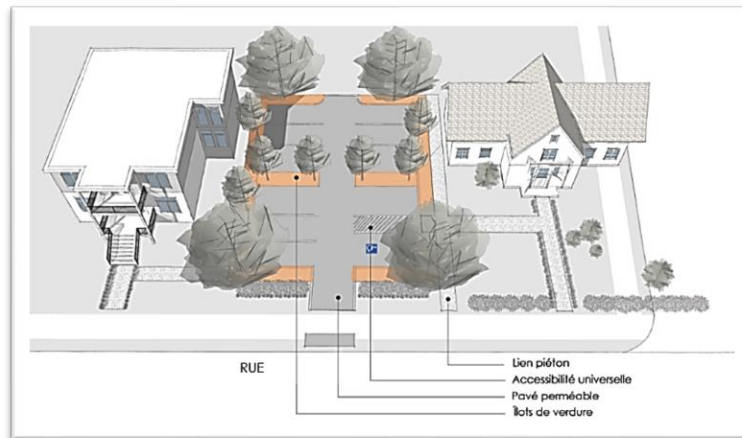 RUE
Lien piéton
Accessibilité universelle
Pavé perméable
Îlots de verdure